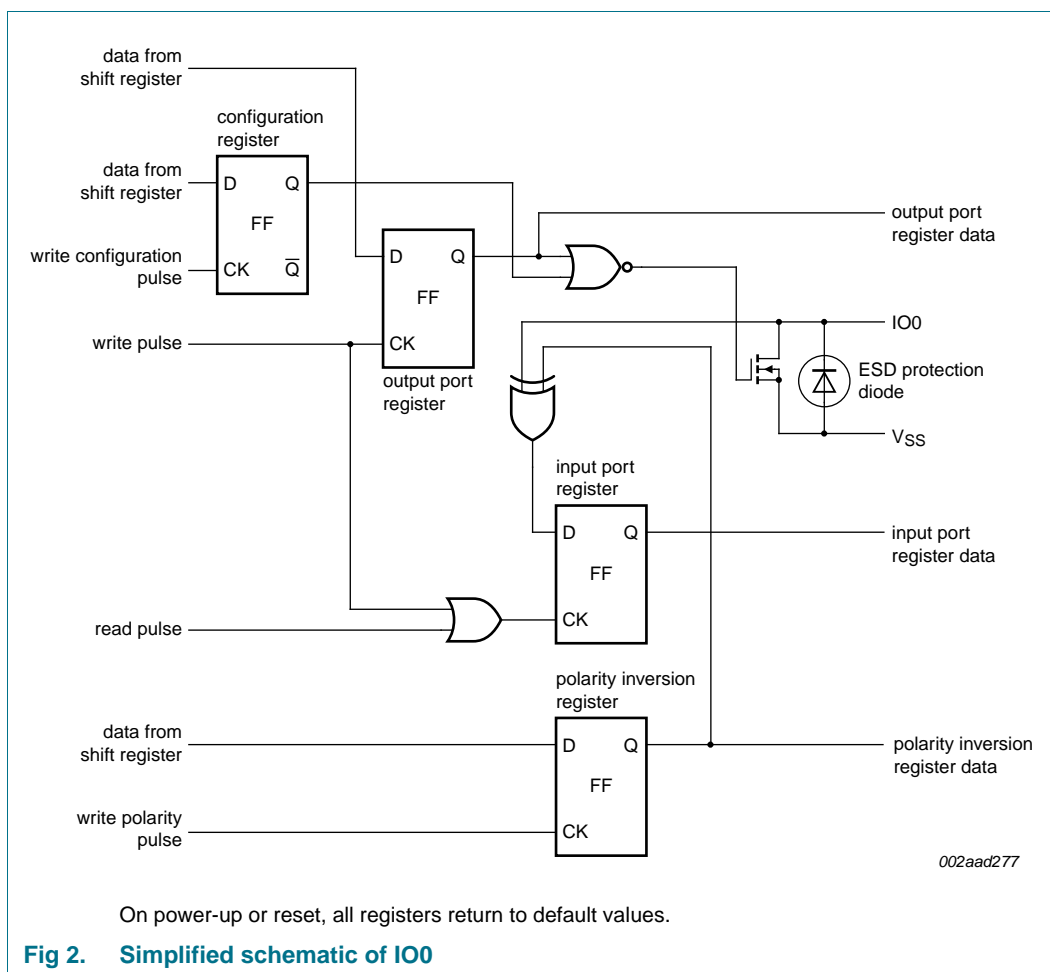 data from
shift register
configuration
register
data from
shift register
D Q
FF
write configuration
pulse
CK Q̅
output port
register data
D Q
FF
write pulse
CK
output port
register
IO0
ESD protection
diode
VSS
input port
register
D Q
FF
CK
input port
register data
read pulse
polarity inversion
register
data from
shift register
D Q
FF
CK
polarity inversion
register data
write polarity
pulse
002aad277
On power-up or reset, all registers return to default values.
Fig 2. Simplified schematic of IO0